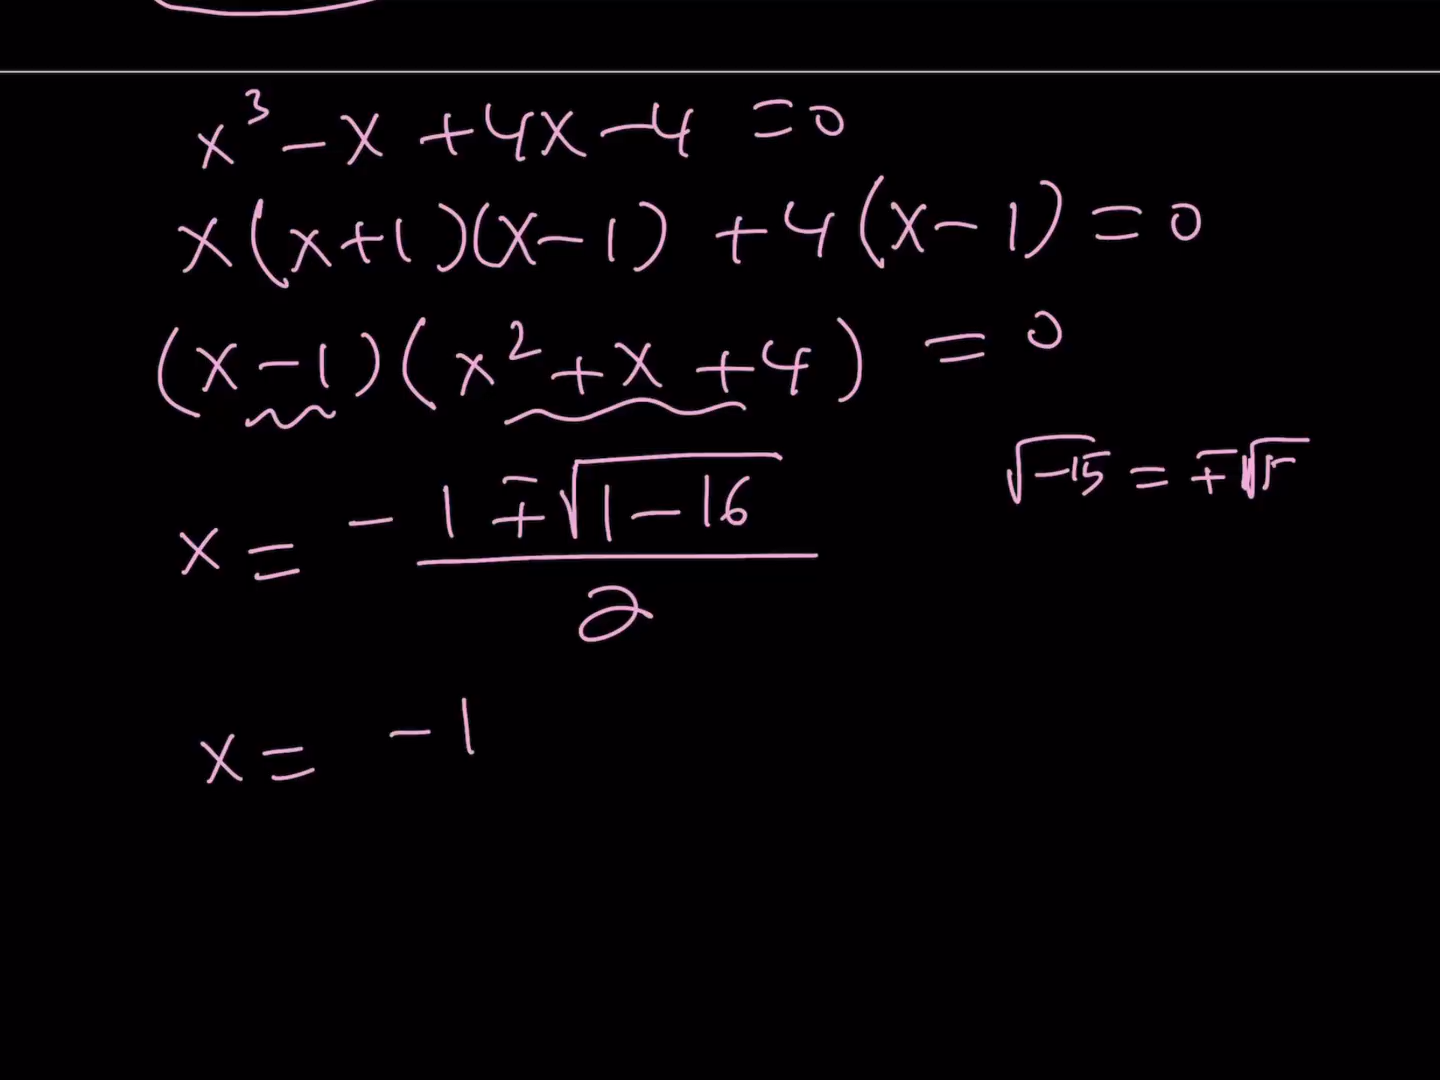 x³ - x + 4x - 4 = 0
x(x+1)(x-1) + 4(x-1) = 0
(x-1)(x² + x + 4) = 0
x = (-1 ∓ √(1-16)) / 2
√-15 = ∓√15
x = -1